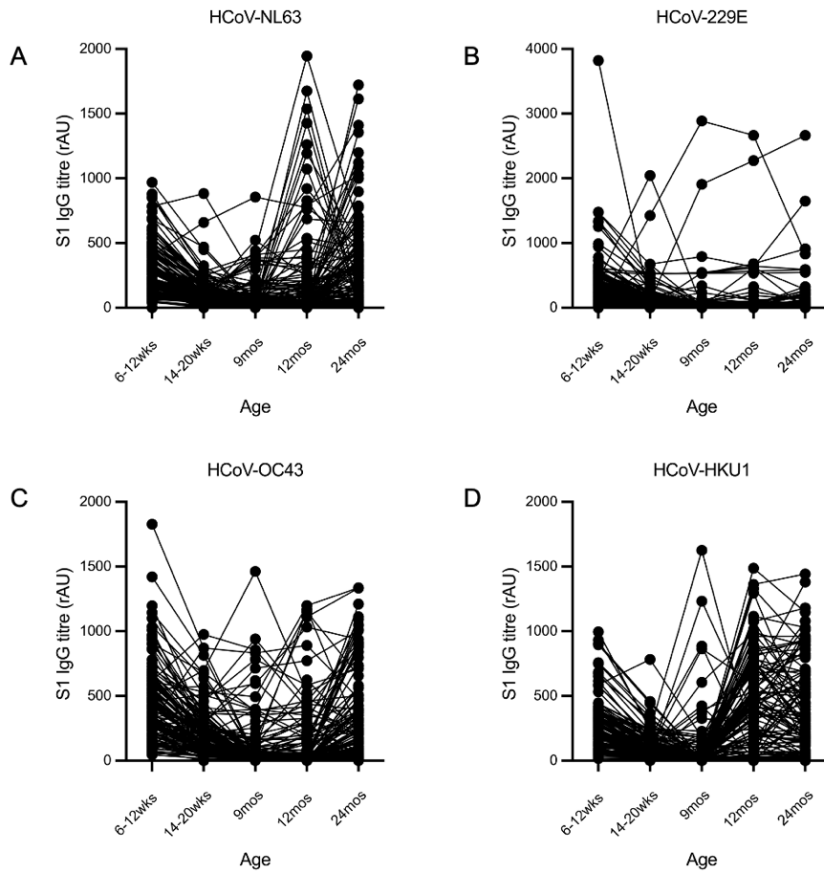 HCoV-NL63
A
2000
1500
1000
500
0
S1 IgG titre (rAU)
6-12wks
14-20wks
9mos
12mos
24mos
Age
HCoV-229E
B
4000
3000
2000
1000
0
S1 IgG titre (rAU)
6-12wks
14-20wks
9mos
12mos
24mos
Age
HCoV-OC43
C
2000
1500
1000
500
0
S1 IgG titre (rAU)
6-12wks
14-20wks
9mos
12mos
24mos
Age
HCoV-HKU1
D
2000
1500
1000
500
0
S1 IgG titre (rAU)
6-12wks
14-20wks
9mos
12mos
24mos
Age